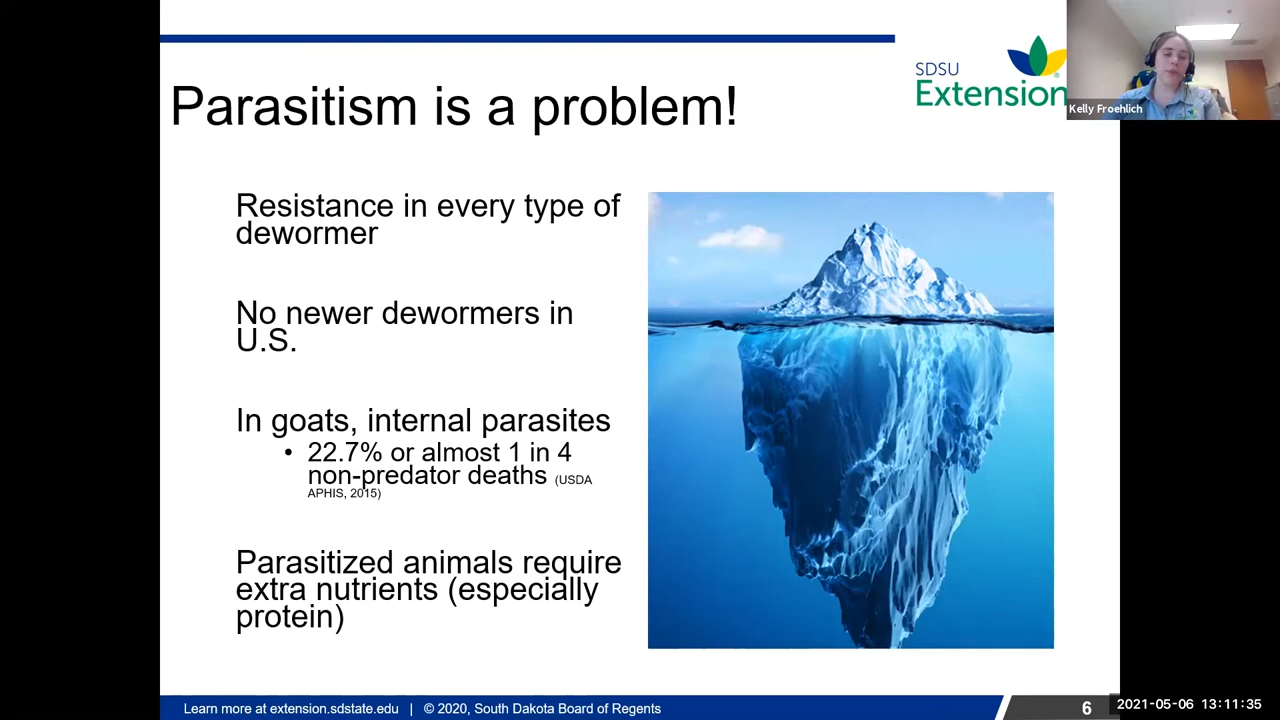 SDSU
Extension
Kelly Froehlich
Parasitism is a problem!
Resistance in every type of
dewormer
No newer dewormers in
U.S.
In goats, internal parasites
• 22.7% or almost 1 in 4
non-predator deaths (USDA
APHIS, 2015)
Parasitized animals require
extra nutrients (especially
protein)
Learn more at extension.sdstate.edu | © 2020, South Dakota Board of Regents
6
2021-05-06 13:11:35